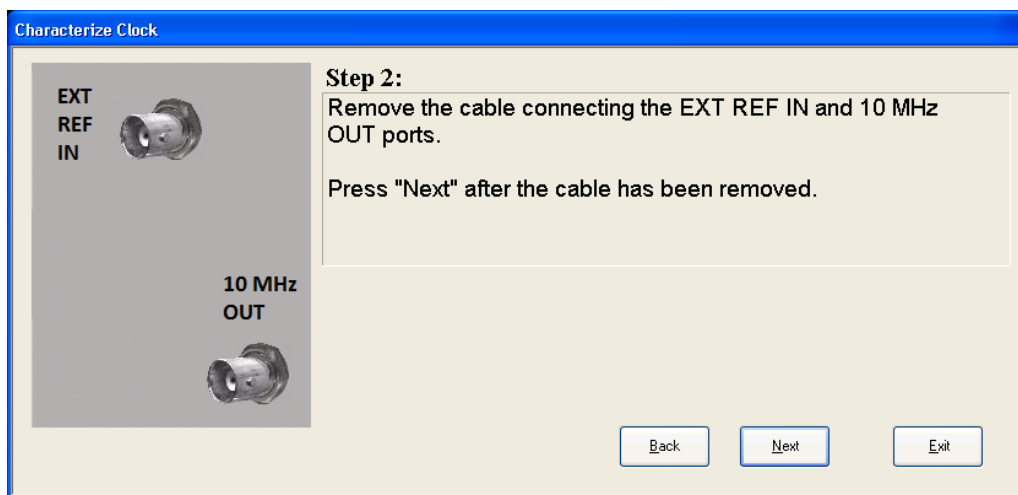 Characterize Clock
EXT
REF
IN
10 MHz
OUT
Step 2:
Remove the cable connecting the EXT REF IN and 10 MHz
OUT ports.
Press "Next" after the cable has been removed.
Back
Next
Exit